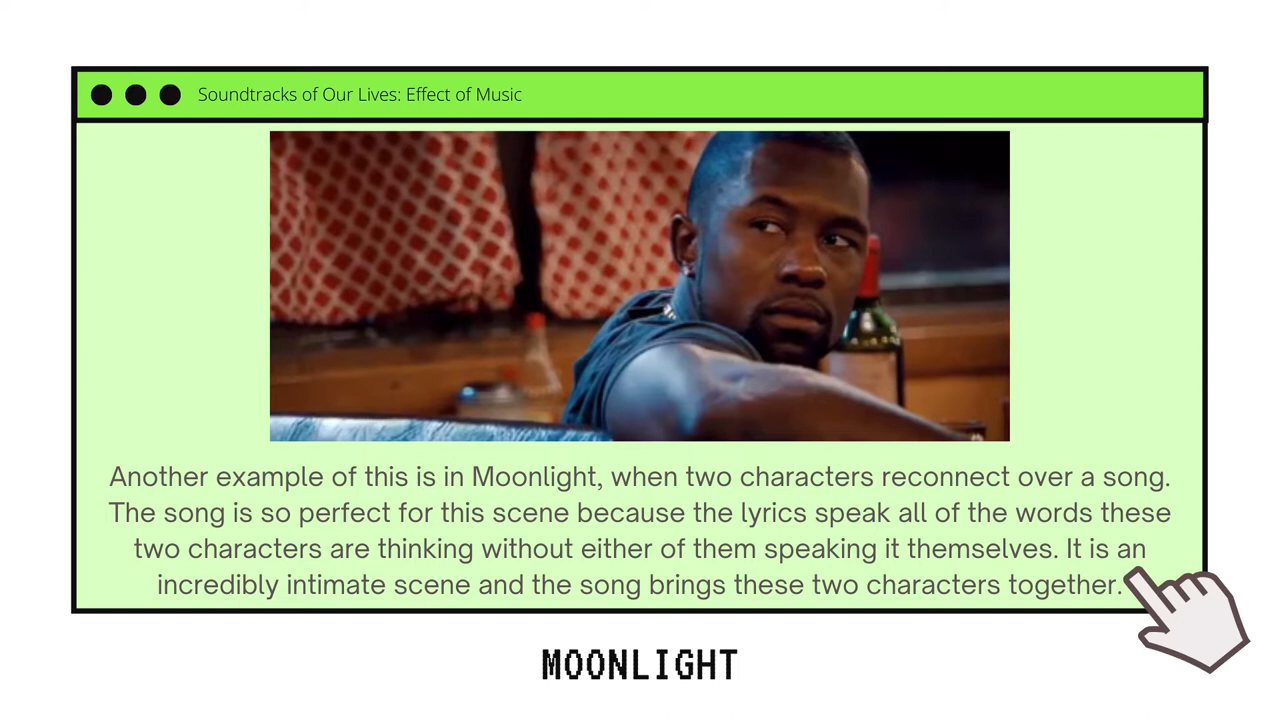 Soundtracks of Our Lives: Effect of Music
Another example of this is in Moonlight, when two characters reconnect over a song.
The song is so perfect for this scene because the lyrics speak all of the words these
two characters are thinking without either of them speaking it themselves. It is an
incredibly intimate scene and the song brings these two characters together.
MOONLIGHT